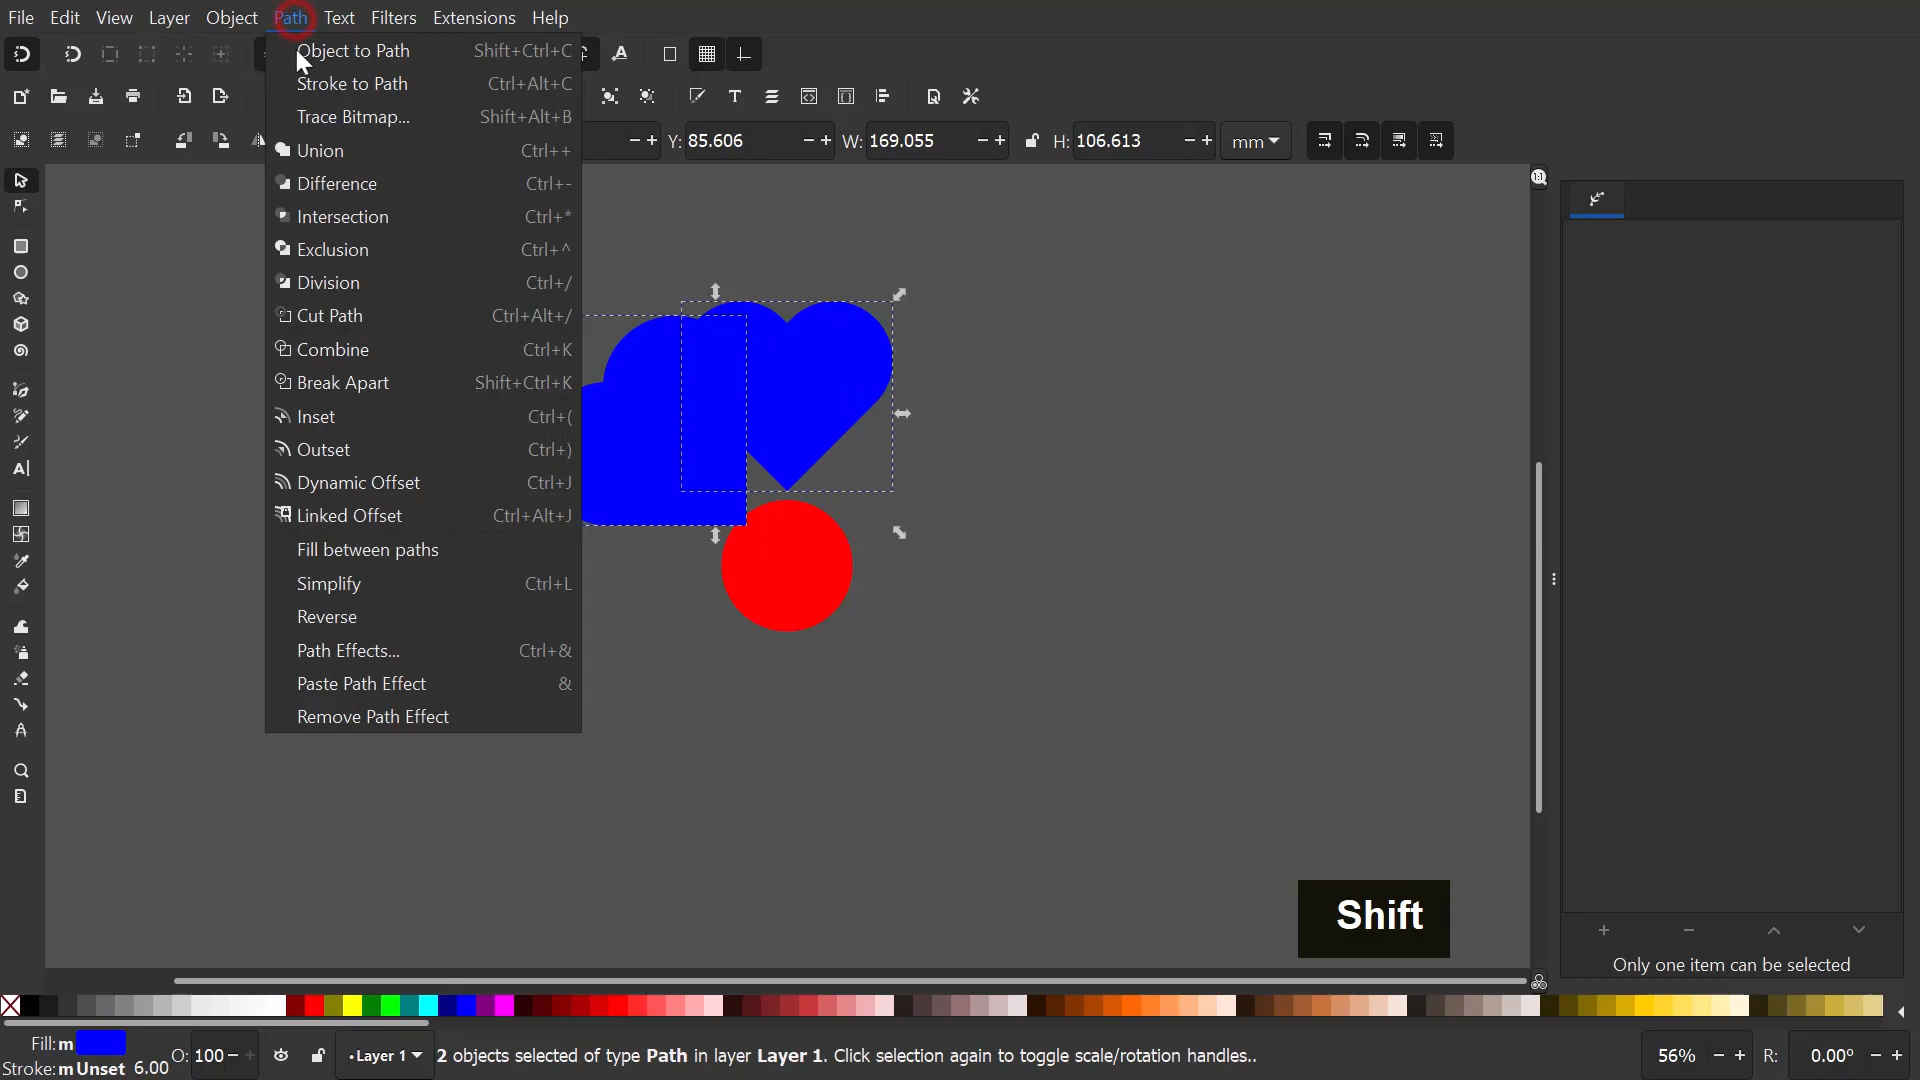 File Edit View Layer Object Path Text Filters Extensions Help
Object to Path Shift+Ctrl+C
Stroke to Path Ctrl+Alt+C
Trace Bitmap... Shift+Alt+B
Y: 85.606 W: 169.055 H: 106.613 mm
Union Ctrl++
Difference Ctrl+-
Intersection Ctrl+*
Exclusion Ctrl+^
Division Ctrl+/
Cut Path Ctrl+Alt+/
Combine Ctrl+K
Break Apart Shift+Ctrl+K
Inset Ctrl+(
Outset Ctrl+)
Dynamic Offset Ctrl+J
Linked Offset Ctrl+Alt+J
Fill between paths
Simplify Ctrl+L
Reverse
Path Effects... Ctrl+&
Paste Path Effect &
Remove Path Effect
Shift
Only one item can be selected
Fill: m
Stroke: m Unset 6.00
O: 100 •Layer 1 2 objects selected of type Path in layer Layer 1. Click selection again to toggle scale/rotation handles.. 56% R: 0.00°